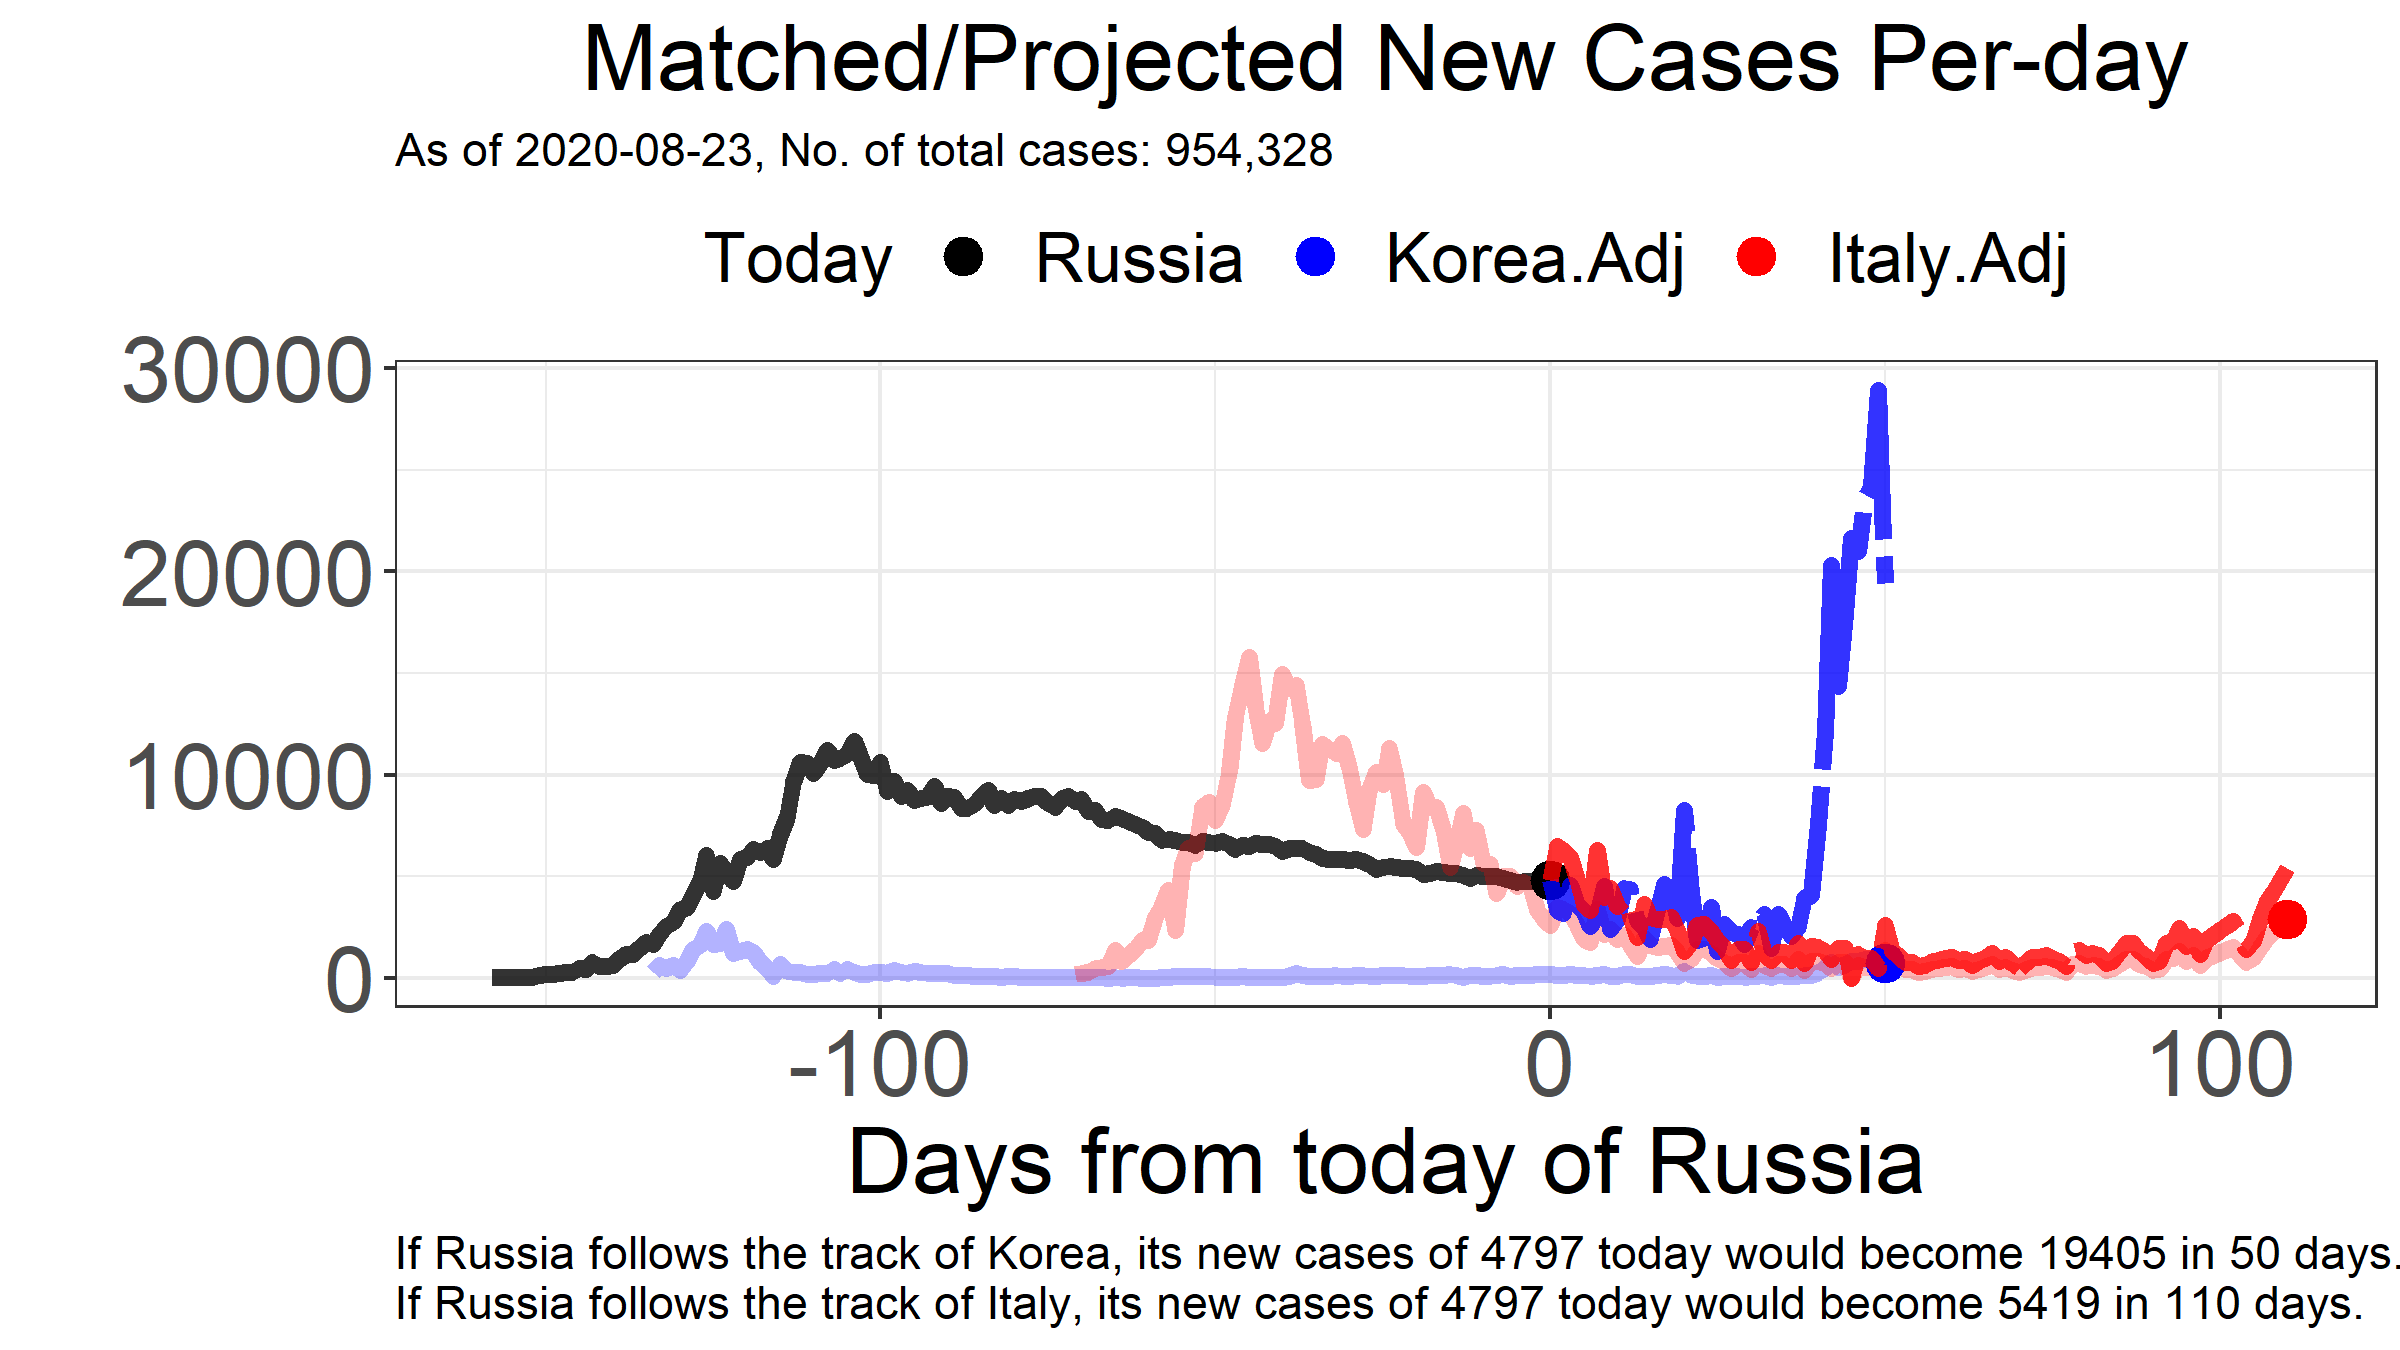 Matched/Projected New Cases Per-day
As of 2020-08-23, No. of total cases: 954,328
Today Russia Korea.Adj Italy.Adj
30000
20000
10000
0
-100 0 100
Days from today of Russia
If Russia follows the track of Korea, its new cases of 4797 today would become 19405 in 50 days.
If Russia follows the track of Italy, its new cases of 4797 today would become 5419 in 110 days.